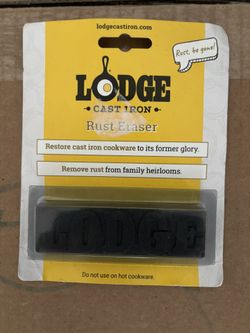 lodgecastiron.com
Rust, be gone!
LODGE
CAST IRON
Rust Eraser
Restore cast iron cookware to its former glory.
Remove rust from family heirlooms.
LODGE
Do not use on hot cookware.